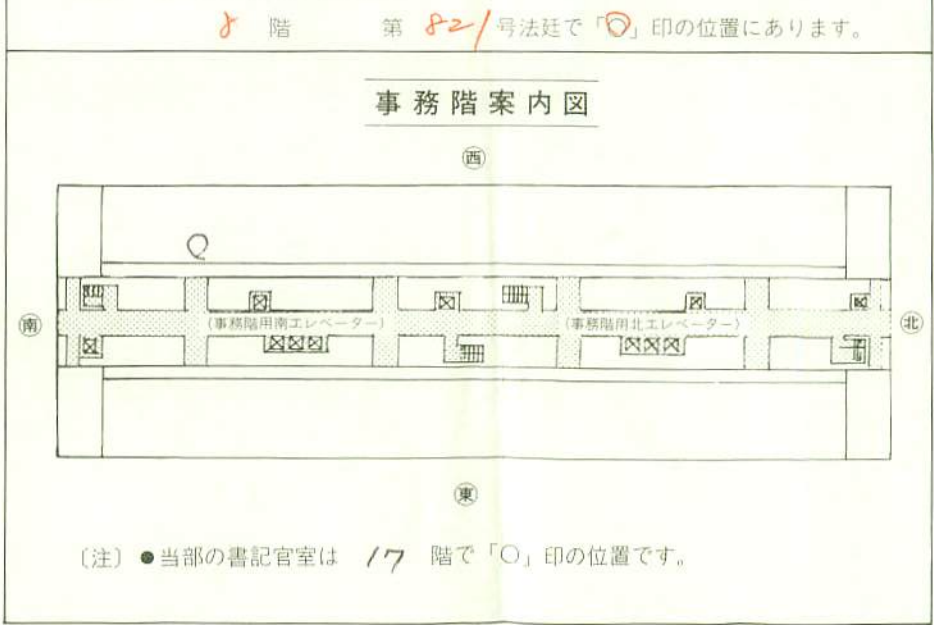 8 階 第 821 号法廷で「○」印の位置にあります。
事務階案内図
西
南
(事務階用南エレベーター) (事務階用北エレベーター)
北
東
〔注〕●当部の書記官室は 17 階で「○」印の位置です。